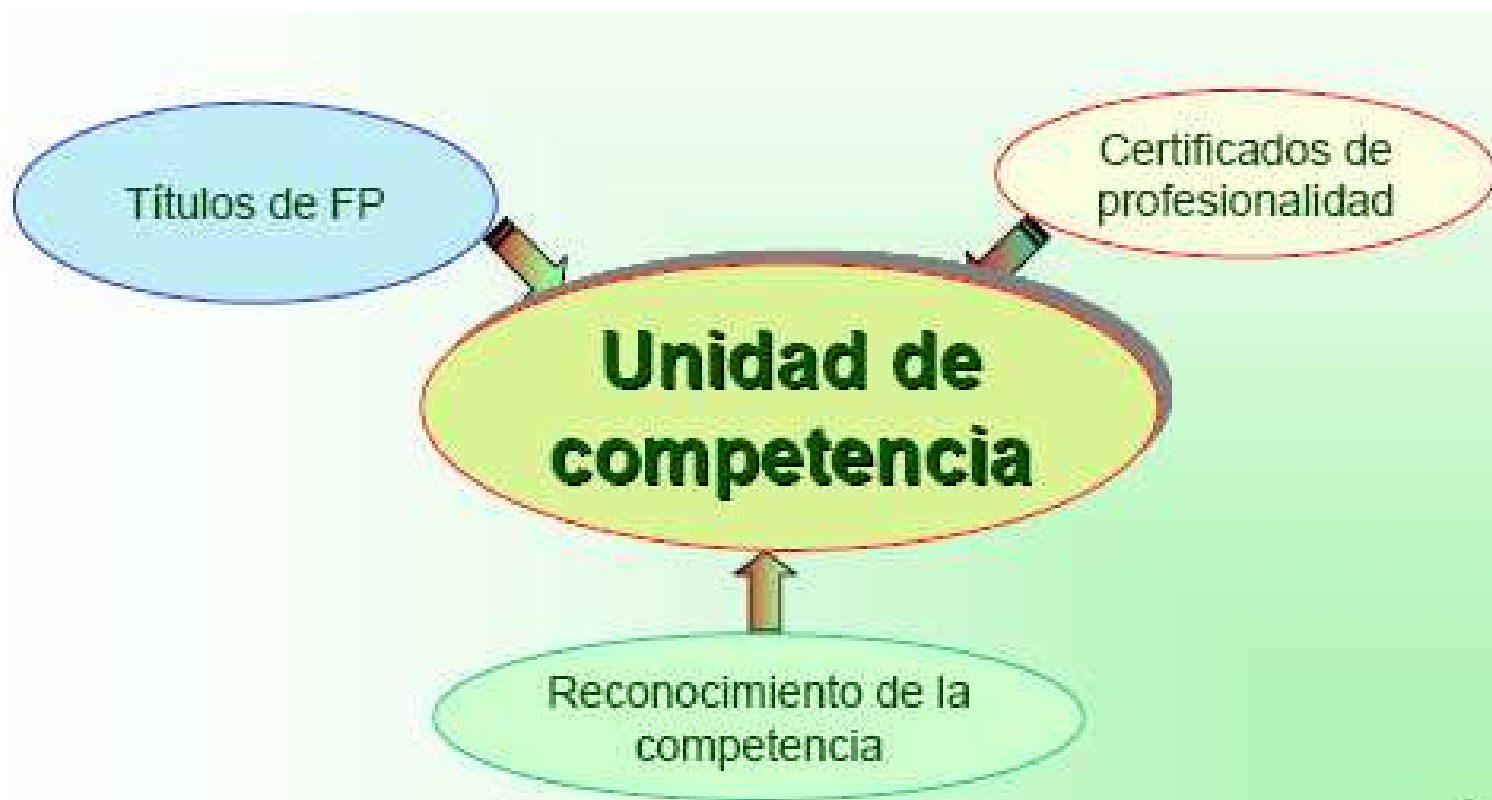 Títulos de FP
Certificados de
profesionalidad
Unidad de
competencia
Reconocimiento de la
competencia